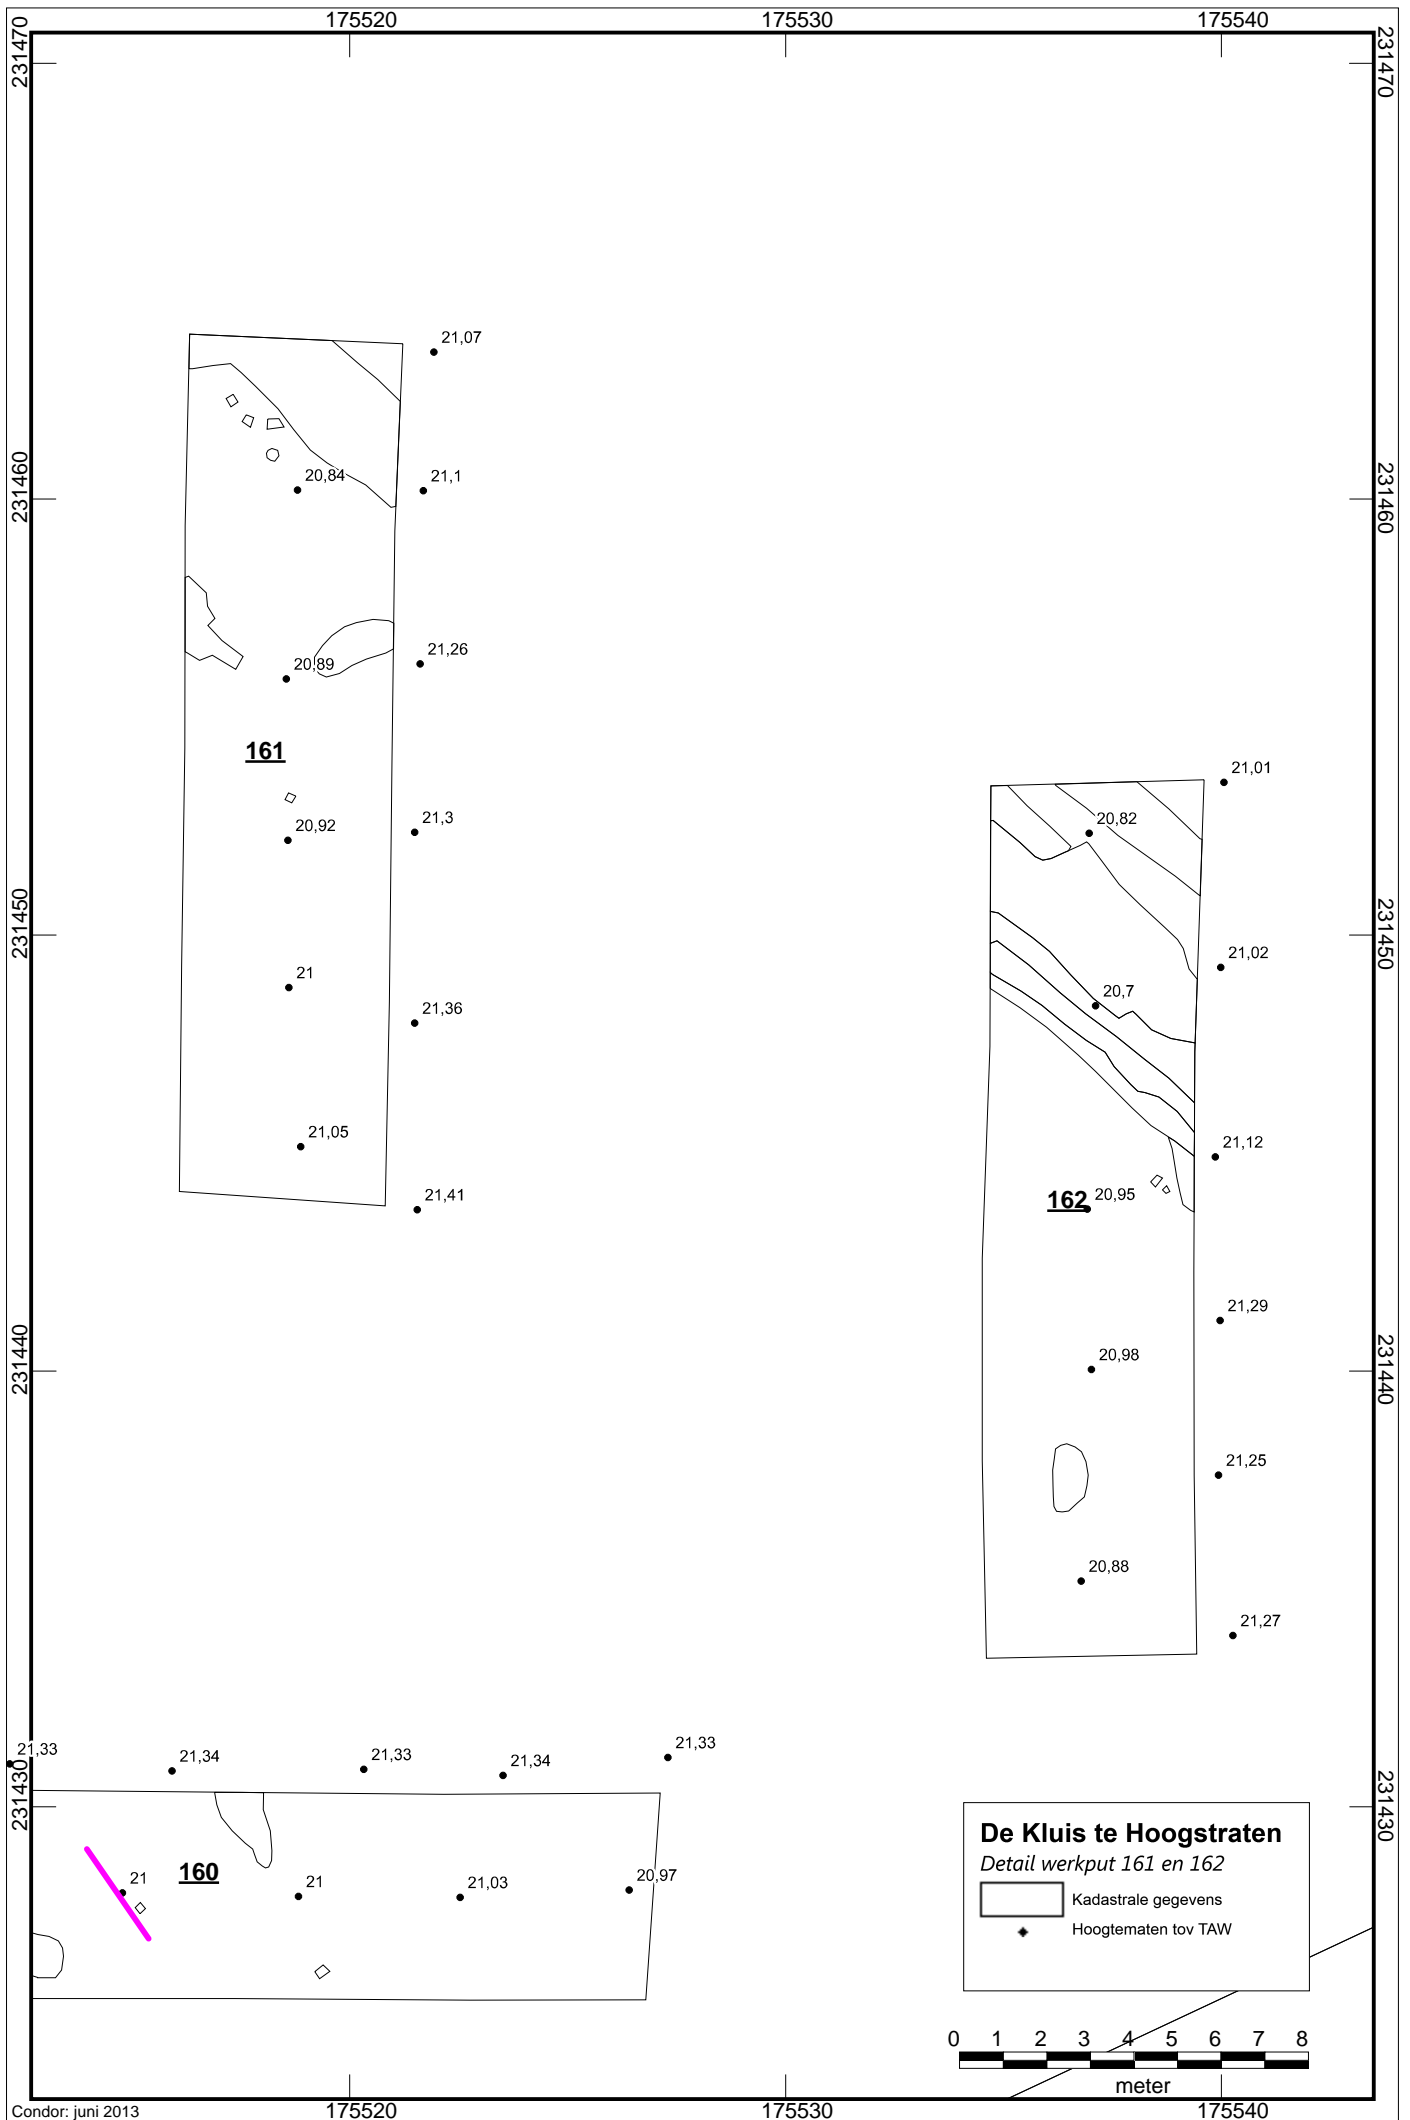 175520 175530 175540
231470 231470
21,07
20,84 21,1
231460 231460
20,89 21,26
161
21,01
20,92 21,3 20,82
231450 231450
21 21,02
21,36 20,7
21,05 21,12
21,41 162 20,95
21,29
231440 20,98 231440
21,25
20,88
21,27
21,33 21,34 21,33 21,34 21,33
231430 231430
21 160 21 21,03 20,97
De Kluis te Hoogstraten
Detail werkput 161 en 162
Kadastrale gegevens
Hoogtematen tov TAW
0 1 2 3 4 5 6 7 8
meter
Condor: juni 2013
175520 175530 175540